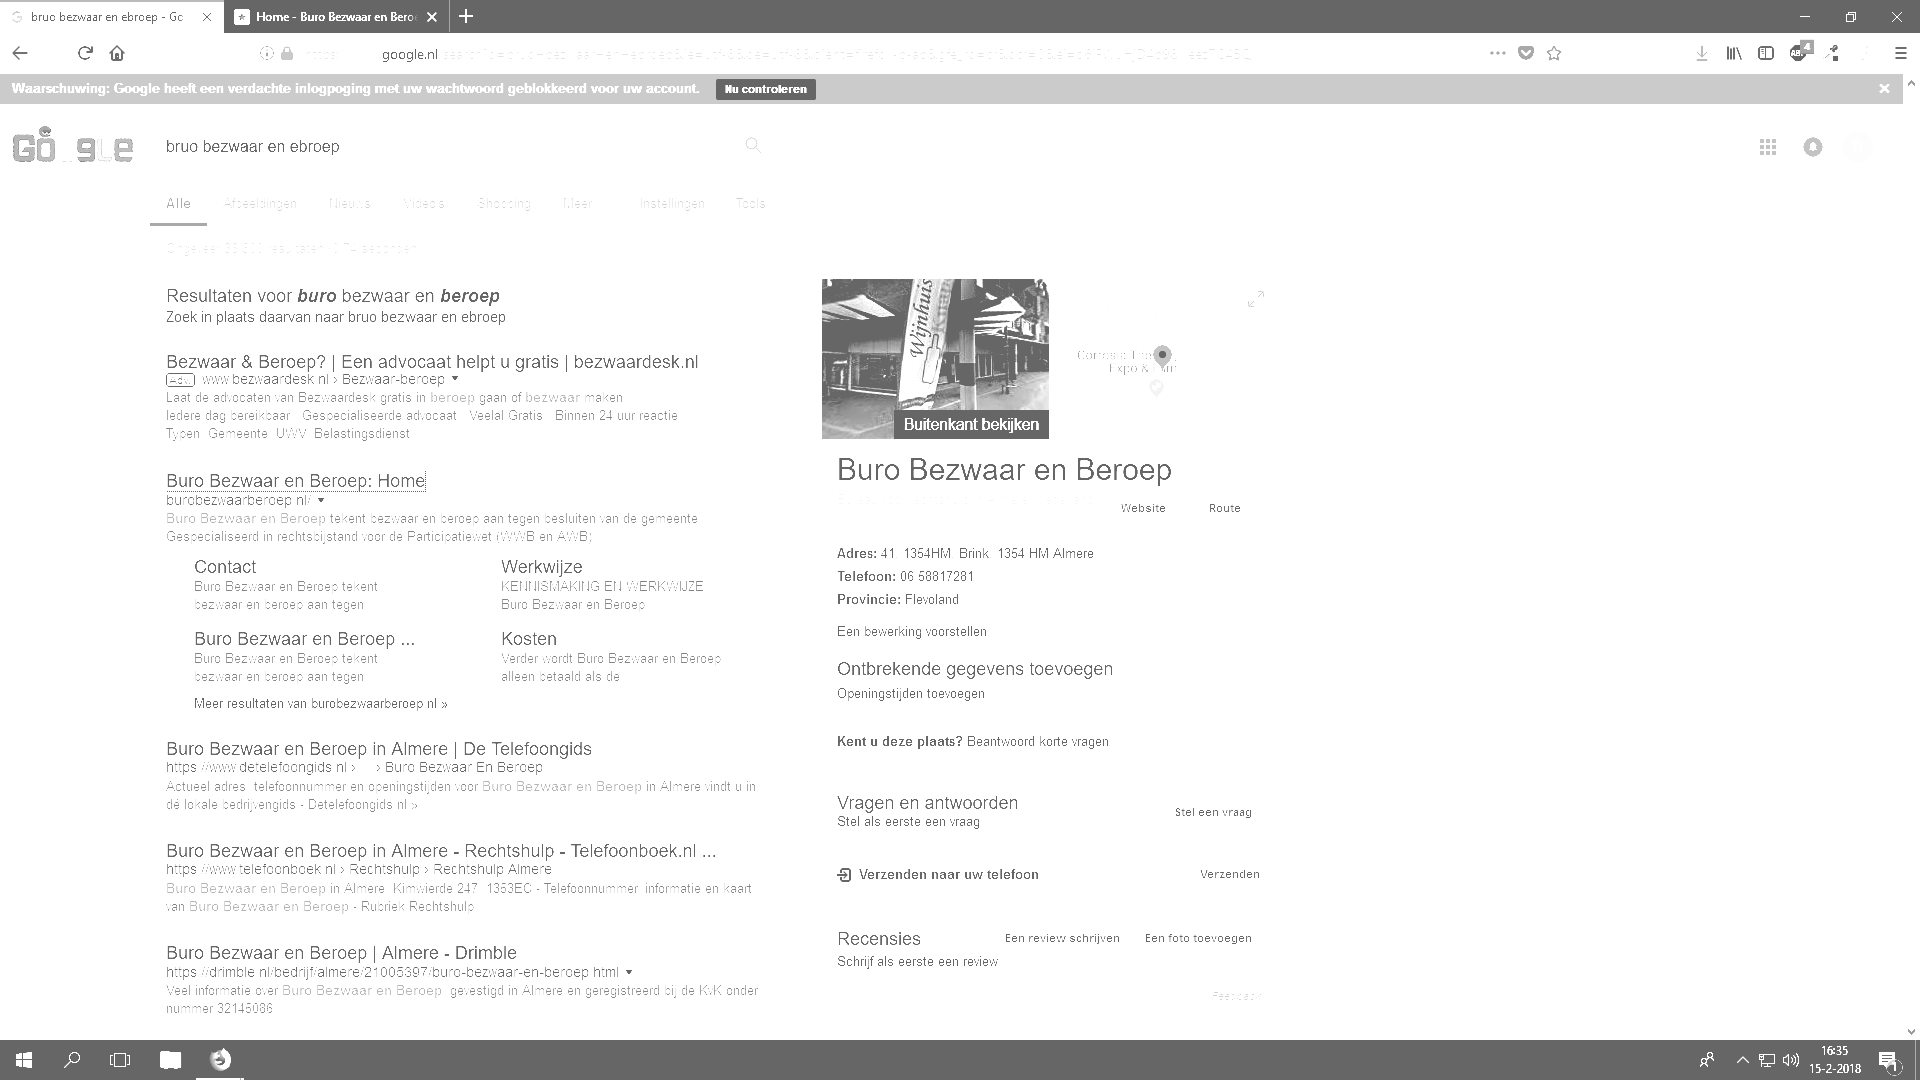 bruo bezwaar en ebroep - Gc
Home - Buro Bezwaar en Bero
google.nl
4
Waarschuwing: Google heeft een verdachte inlogpoging met uw wachtwoord geblokkeerd voor uw account.
Nu controleren
bruo bezwaar en ebroep
Alle
Afbeeldingen
Nieuws
Video's
Shopping
Meer
Instellingen
Tools
Resultaten voor buro bezwaar en beroep
Zoek in plaats daarvan naar bruo bezwaar en ebroep
Bezwaar & Beroep? | Een advocaat helpt u gratis | bezwaardesk.nl
Adv. www.bezwaardesk.nl › Bezwaar-beroep
Laat de advocaten van Bezwaardesk gratis in beroep gaan of bezwaar maken
Iedere dag bereikbaar Gespecialiseerde advocaat Veelal Gratis Binnen 24 uur reactie
Typen Gemeente UWV Belastingsdienst
Buro Bezwaar en Beroep: Home
burobezwaarberoep.nl/
Buro Bezwaar en Beroep tekent bezwaar en beroep aan tegen besluiten van de gemeente
Gespecialiseerd in rechtsbijstand voor de Participatiewet (WWB en AWB)
Contact
Buro Bezwaar en Beroep tekent
bezwaar en beroep aan tegen
Werkwijze
KENNISMAKING EN WERKWIJZE
Buro Bezwaar en Beroep
Buro Bezwaar en Beroep ...
Buro Bezwaar en Beroep tekent
bezwaar en beroep aan tegen
Kosten
Verder wordt Buro Bezwaar en Beroep
alleen betaald als de
Meer resultaten van burobezwaarberoep.nl »
Buro Bezwaar en Beroep in Almere | De Telefoongids
https://www.detelefoongids.nl › ... › Buro Bezwaar En Beroep
Actueel adres, telefoonnummer en openingstijden voor Buro Bezwaar en Beroep in Almere vindt u in
dé lokale bedrijvengids - Detelefoongids.nl »
Buro Bezwaar en Beroep in Almere - Rechtshulp - Telefoonboek.nl ...
https://www.telefoonboek.nl › Rechtshulp › Rechtshulp Almere
Buro Bezwaar en Beroep in Almere, Kimwierde 247, 1353EC - Telefoonnummer, informatie en kaart
van Buro Bezwaar en Beroep - Rubriek Rechtshulp
Buro Bezwaar en Beroep | Almere - Drimble
https://drimble.nl/bedrijf/almere/21005397/buro-bezwaar-en-beroep.html
Veel informatie over Buro Bezwaar en Beroep, gevestigd in Almere en geregistreerd bij de KvK onder
nummer 32145086
Wijnhuis
Buitenkant bekijken
Buro Bezwaar en Beroep
Website
Route
Adres: 41, 1354HM, Brink, 1354 HM Almere
Telefoon: 06 58817281
Provincie: Flevoland
Een bewerking voorstellen
Ontbrekende gegevens toevoegen
Openingstijden toevoegen
Kent u deze plaats? Beantwoord korte vragen
Vragen en antwoorden
Stel als eerste een vraag
Stel een vraag
Verzenden naar uw telefoon
Verzenden
Recensies
Een review schrijven
Een foto toevoegen
Schrijf als eerste een review
Feedback
16:35
15-2-2018
1